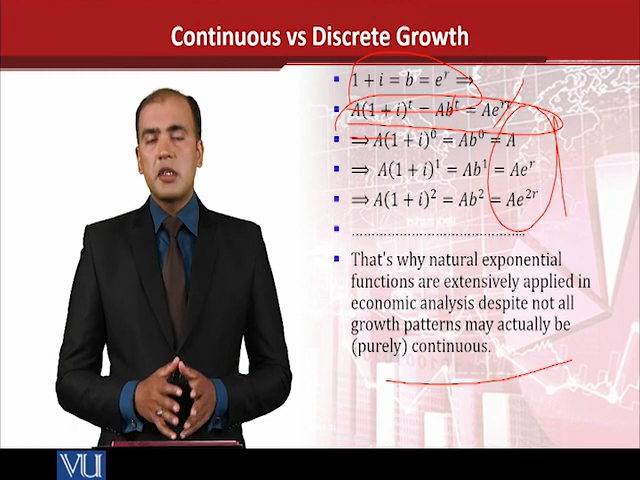 Continuous vs Discrete Growth
1 + i = b = e^r ⟹
A(1 + i)^t = Ab^t = Ae^rt
⟹ A(1 + i)^0 = Ab^0 = A
⟹ A(1 + i)^1 = Ab^1 = Ae^r
⟹ A(1 + i)^2 = Ab^2 = Ae^2r
............................................
That's why natural exponential
functions are extensively applied in
economic analysis despite not all
growth patterns may actually be
(purely) continuous.
VU